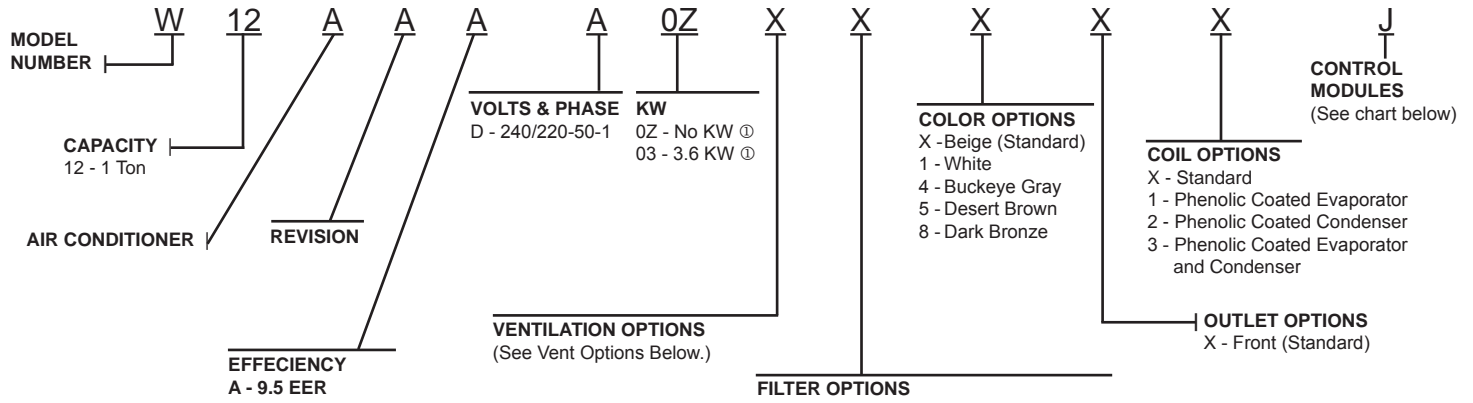 W 12 A A A A 0Z X X X X X J
MODEL
NUMBER
CAPACITY
12 - 1 Ton
AIR CONDITIONER
REVISION
EFFECIENCY
A - 9.5 EER
VOLTS & PHASE
D - 240/220-50-1
KW
0Z - No KW ①
03 - 3.6 KW ①
VENTILATION OPTIONS
(See Vent Options Below.)
FILTER OPTIONS
COLOR OPTIONS
X - Beige (Standard)
1 - White
4 - Buckeye Gray
5 - Desert Brown
8 - Dark Bronze
OUTLET OPTIONS
X - Front (Standard)
COIL OPTIONS
X - Standard
1 - Phenolic Coated Evaporator
2 - Phenolic Coated Condenser
3 - Phenolic Coated Evaporator
and Condenser
CONTROL
MODULES
(See chart below)